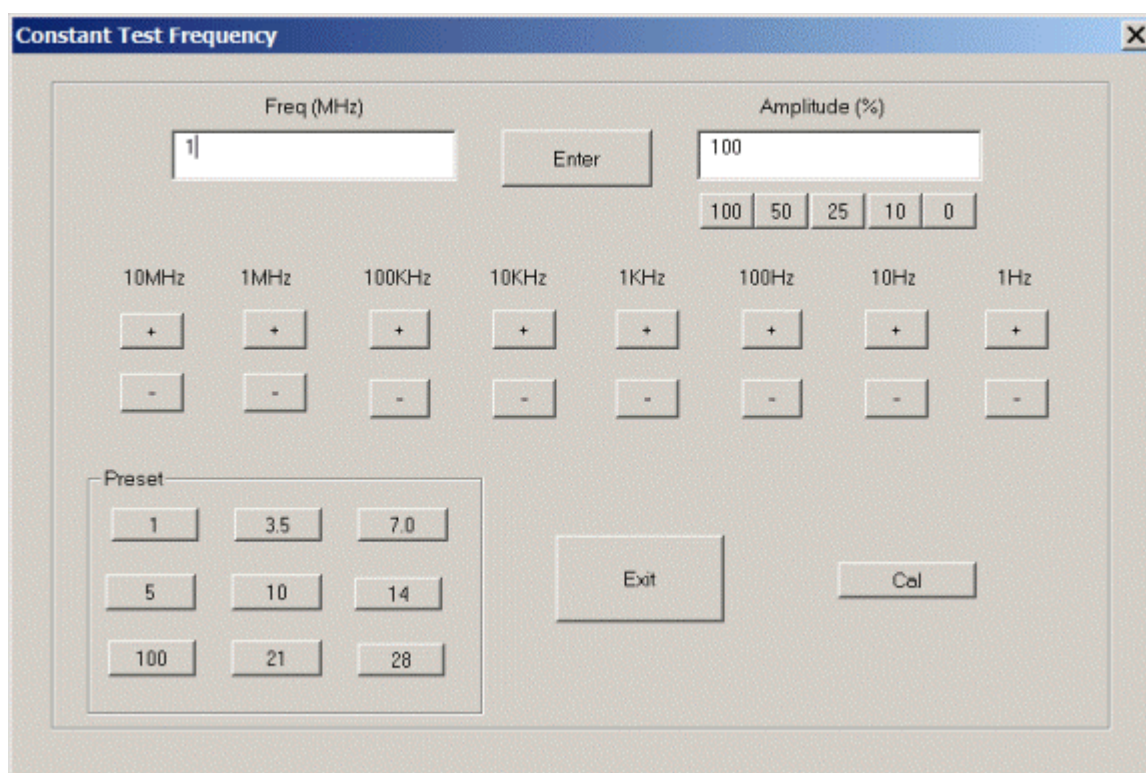 Constant Test Frequency
Freq (MHz)
Amplitude (%)
1
Enter
100
100 50 25 10 0
10MHz 1MHz 100KHz 10KHz 1KHz 100Hz 10Hz 1Hz
+ + + + + + + +
- - - - - - - -
Preset
1 3.5 7.0
5 10 14
100 21 28
Exit
Cal